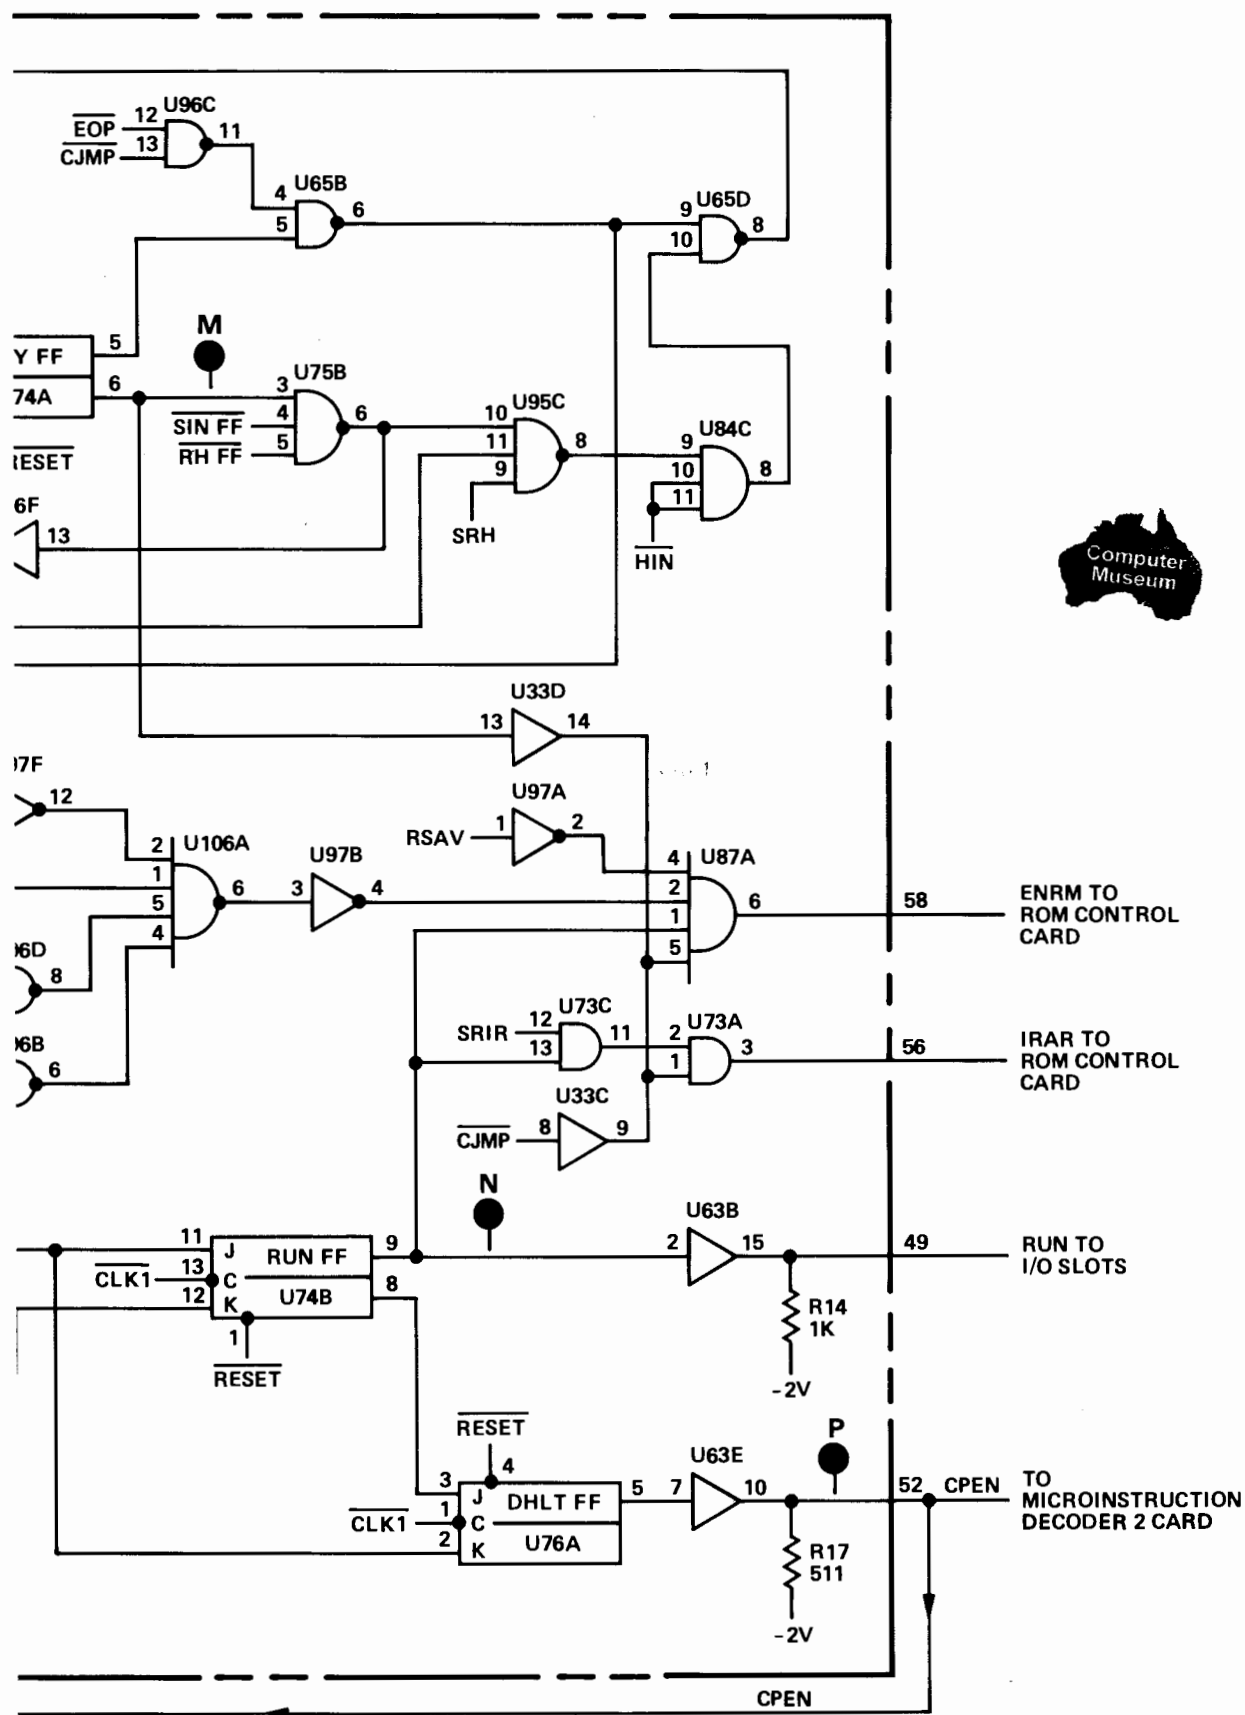 U96C
EOP 12
CJMP 13
11
U65B
4
5
6
U65D
9
10
8
M
Y FF
5
74A
6
RESET
U75B
3
SIN FF 4
RH FF 5
6
U95C
10
11
9
8
SRH
U84C
9
10
11
8
HIN
6F
13
Computer
Museum
U33D
13
14
U97A
RSAV 1
2
97F
12
U106A
2
1
5
4
6
U97B
3
4
U87A
4
2
1
5
6
58
ENRM TO
ROM CONTROL
CARD
96D
8
96B
6
U73C
SRIR 12
13
11
U73A
2
1
3
56
IRAR TO
ROM CONTROL
CARD
U33C
CJMP 8
9
N
11
J
RUN FF
9
CLK1 13
C
12
K
U74B
8
1
RESET
U63B
2
15
49
RUN TO
I/O SLOTS
R14
1K
-2V
RESET
4
3
J
DHLT FF
5
CLK1 1
C
2
K
U76A
U63E
7
10
P
52
CPEN
TO
MICROINSTRUCTION
DECODER 2 CARD
R17
511
-2V
CPEN